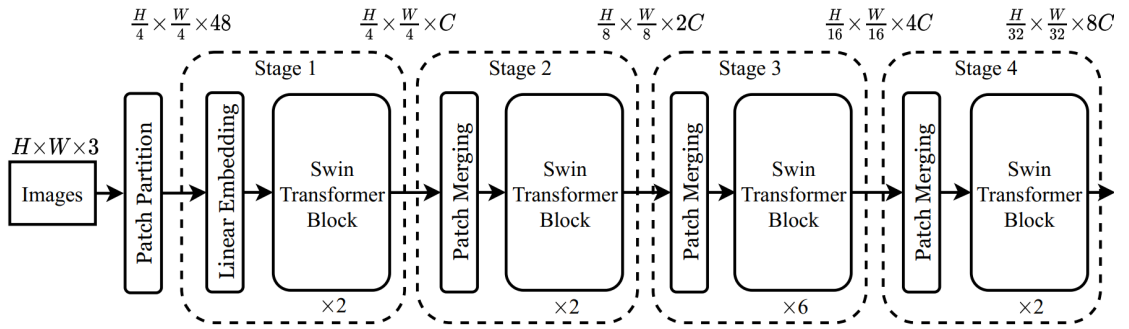 H/4 × W/4 × 48
H/4 × W/4 × C
H/8 × W/8 × 2C
H/16 × W/16 × 4C
H/32 × W/32 × 8C
Stage 1
Stage 2
Stage 3
Stage 4
H×W×3
Images
Patch Partition
Linear Embedding
Swin
Transformer
Block
×2
Patch Merging
Swin
Transformer
Block
×2
Patch Merging
Swin
Transformer
Block
×6
Patch Merging
Swin
Transformer
Block
×2